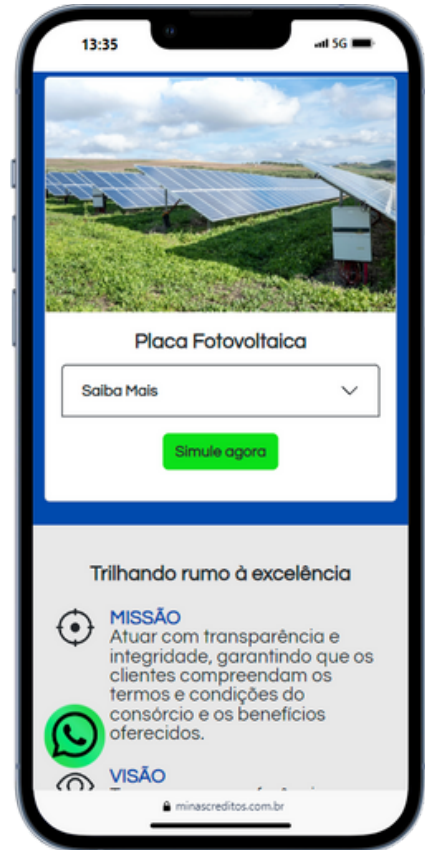 13:35
5G
Placa Fotovoltaica
Saiba Mais
Simule agora
Trilhando rumo à excelência
MISSÃO
Atuar com transparência e
integridade, garantindo que os
clientes compreendam os
termos e condições do
consórcio e os benefícios
oferecidos.
VISÃO
minascreditos.com.br